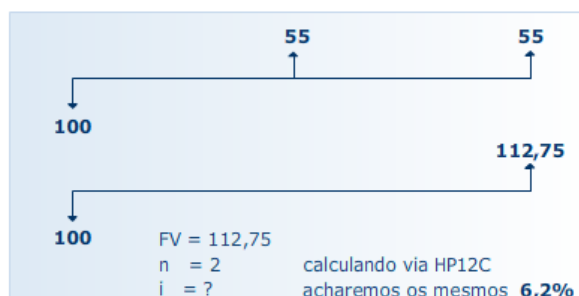 55 55
100
112,75
100
FV = 112,75
n = 2 calculando via HP12C
i = ? acharemos os mesmos 6,2%